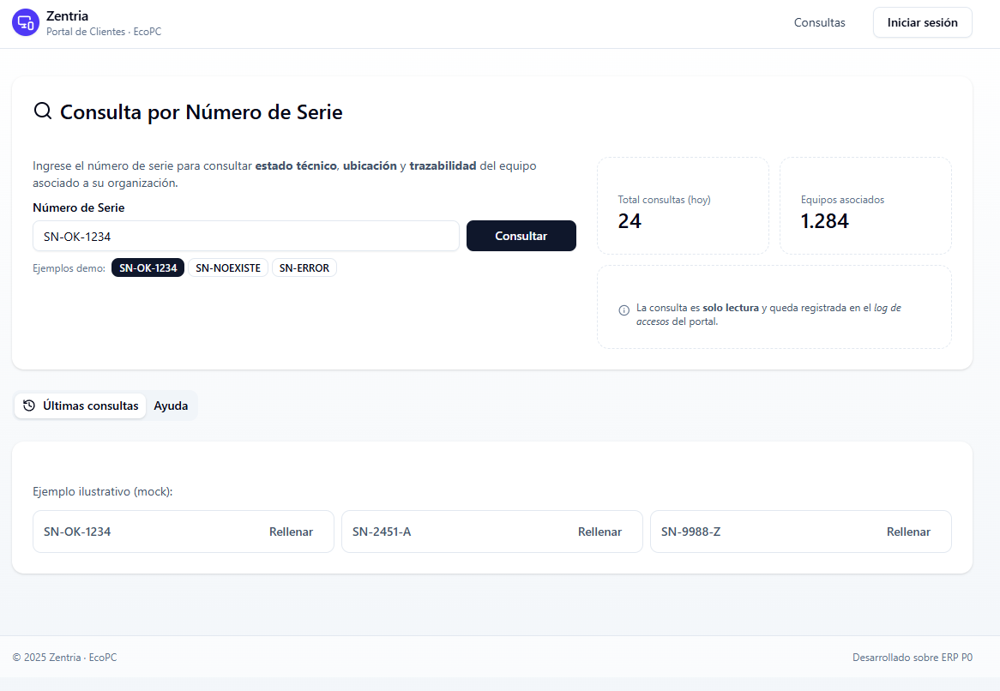 Zentria
Portal de Clientes · EcoPC
Consultas
Iniciar sesión
Consulta por Número de Serie
Ingrese el número de serie para consultar estado técnico, ubicación y trazabilidad del equipo
asociado a su organización.
Número de Serie
SN-OK-1234
Consultar
Ejemplos demo:
SN-OK-1234
SN-NOEXISTE
SN-ERROR
Total consultas (hoy)
24
Equipos asociados
1.284
La consulta es solo lectura y queda registrada en el log de
accesos del portal.
Últimas consultas
Ayuda
Ejemplo ilustrativo (mock):
SN-OK-1234
Rellenar
SN-2451-A
Rellenar
SN-9988-Z
Rellenar
© 2025 Zentria · EcoPC
Desarrollado sobre ERP P0